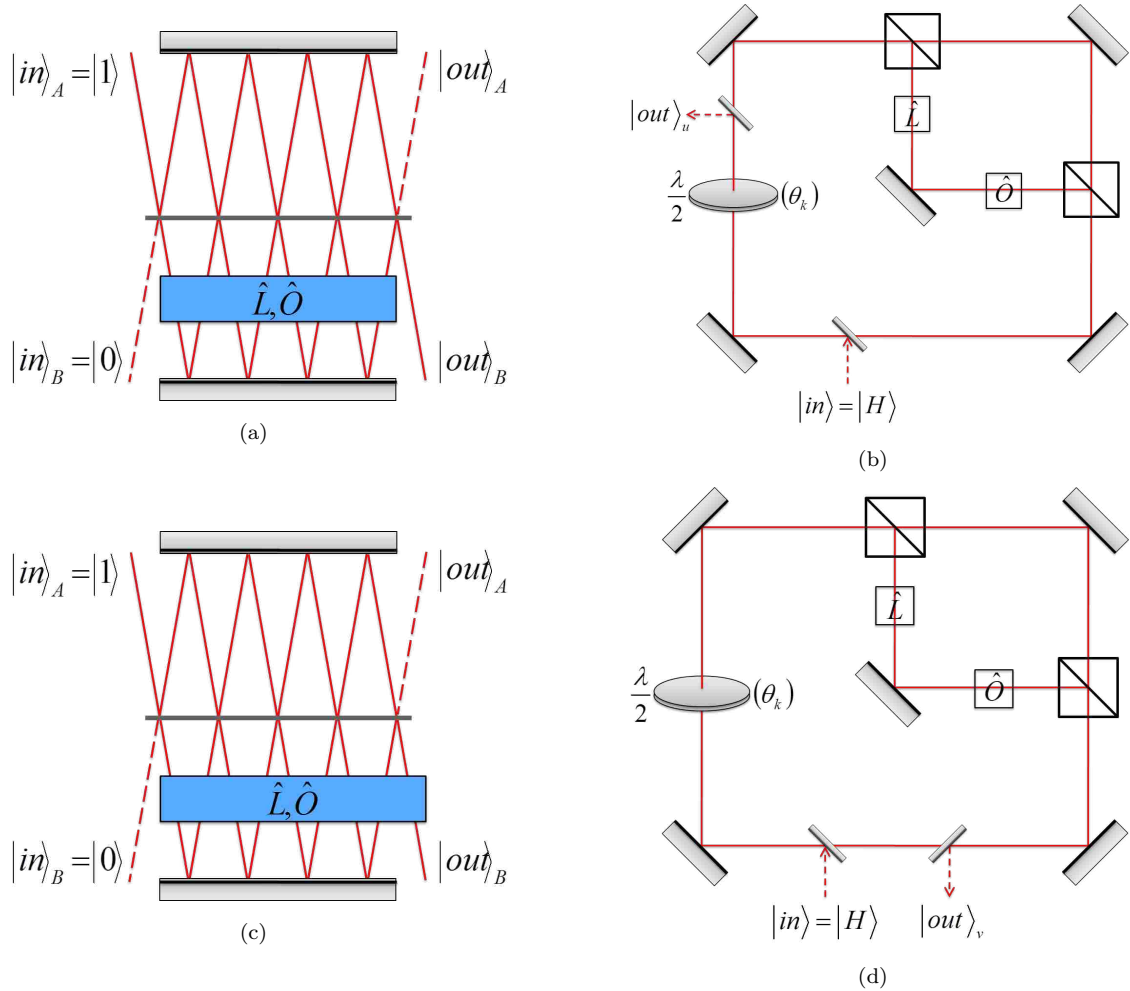 |in⟩_A = |1⟩
|out⟩_A
L̂, Ô
|in⟩_B = |0⟩
|out⟩_B
(a)
|out⟩_u
L̂
Ô
λ/2 (θ_k)
|in⟩ = |H⟩
(b)
|in⟩_A = |1⟩
|out⟩_A
L̂, Ô
|in⟩_B = |0⟩
|out⟩_B
(c)
L̂
Ô
λ/2 (θ_k)
|in⟩ = |H⟩
|out⟩_v
(d)